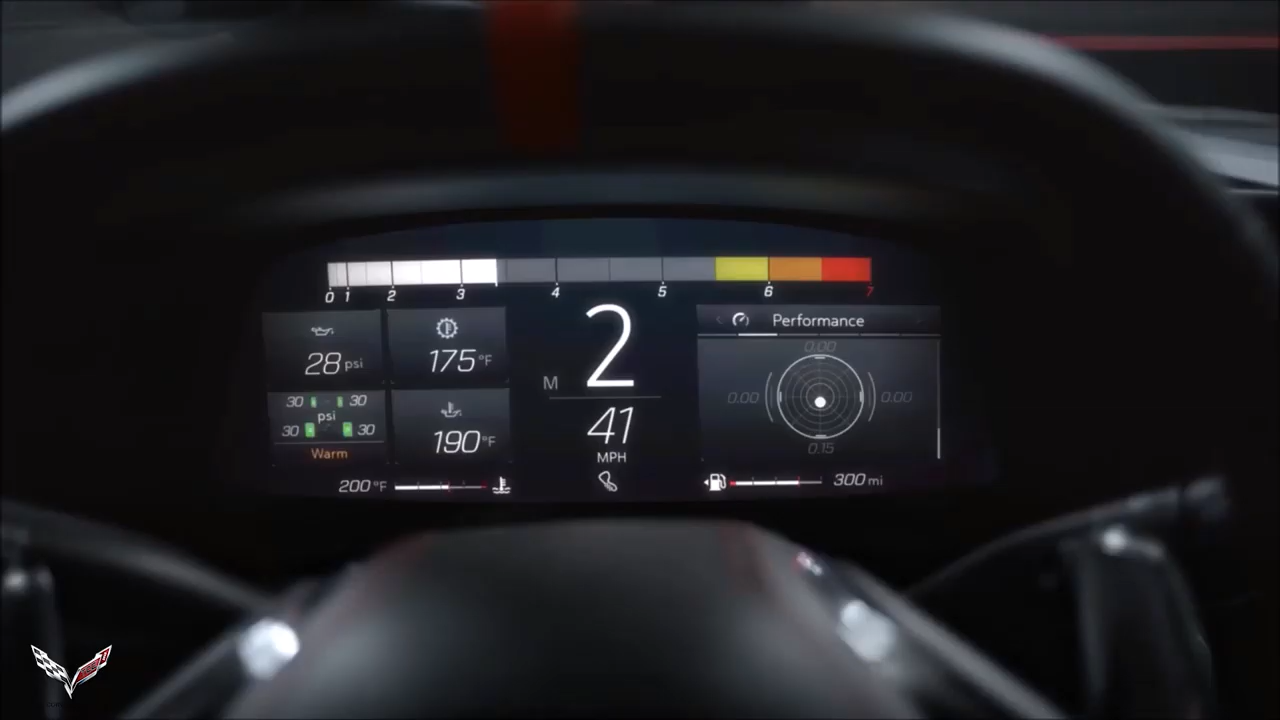 0 1 2 3 4 5 6 7
28 psi
175 °F
2
M
Performance
0.00
0.00
0.00
0.15
30 30
psi
30 30
Warm
190 °F
41
MPH
200 °F
300 mi